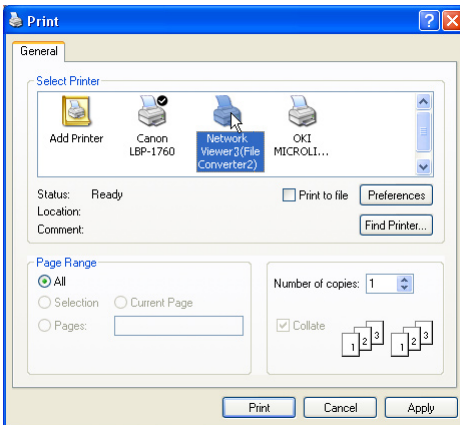 Print
General
Select Printer
Add Printer
Canon
LBP-1760
Network
Viewer3(File
Converter2)
OKI
MICROLI...
Status: Ready
Location:
Comment:
Print to file
Preferences
Find Printer...
Page Range
All
Selection
Current Page
Pages:
Number of copies: 1
Collate
1 2 3 1 2 3
Print
Cancel
Apply